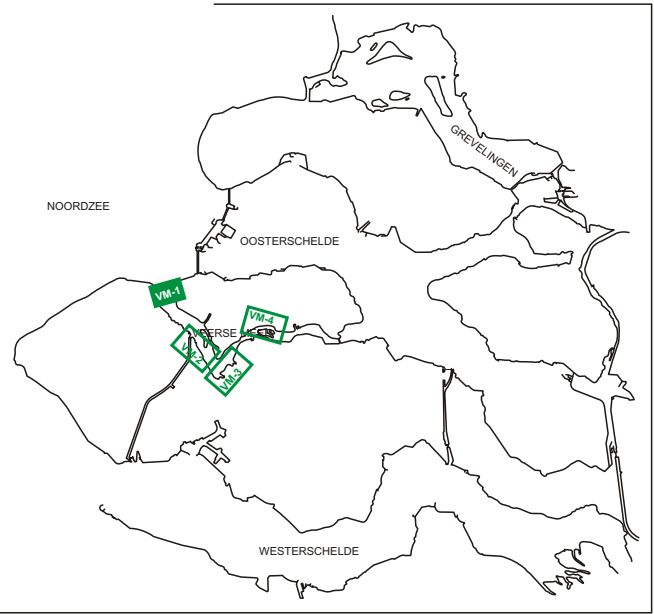 GREVELINGEN
NOORDZEE
OOSTERSCHELDE
VM-1
VM-4
VEERSE MEER
VM-2
VM-3
WESTERSCHELDE